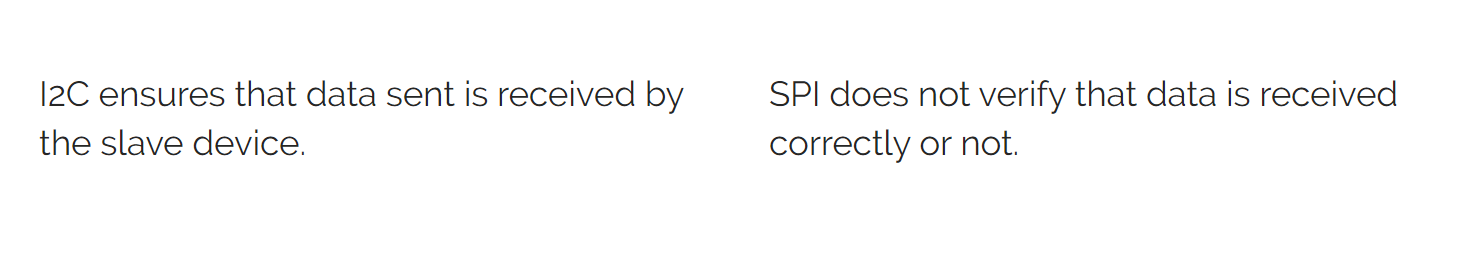 I2C ensures that data sent is received by
the slave device.
SPI does not verify that data is received
correctly or not.